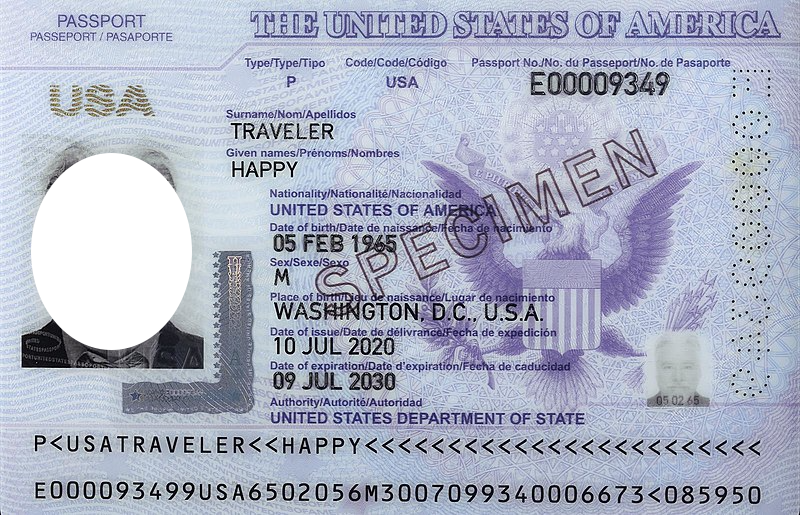 PASSPORT
PASSEPORT / PASAPORTE
THE UNITED STATES OF AMERICA
USA
Type/Type/Tipo Code/Code/Código Passport No./No. du Passeport/No. de Pasaporte
P USA E00009349
Surname/Nom/Apellidos
TRAVELER
Given names/Prénoms/Nombres
HAPPY
Nationality/Nationalité/Nacionalidad
UNITED STATES OF AMERICA
Date of birth/Date de naissance/Fecha de nacimiento
05 FEB 1965
Sex/Sexe/Sexo
M
Place of birth/Lieu de naissance/Lugar de nacimiento
WASHINGTON, D.C., U.S.A.
Date of issue/Date de délivrance/Fecha de expedición
10 JUL 2020
Date of expiration/Date d'expiration/Fecha de caducidad
09 JUL 2030
Authority/Autorité/Autoridad
UNITED STATES DEPARTMENT OF STATE
SPECIMEN
E00009349
05 02 65
P<USATRAVELER<<HAPPY<<<<<<<<<<<<<<<<<<<<<<<<
E000093499USA6502056M3007099340006673<085950